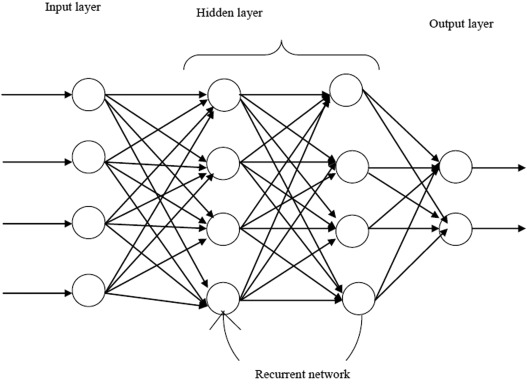 Input layer
Hidden layer
Output layer
Recurrent network